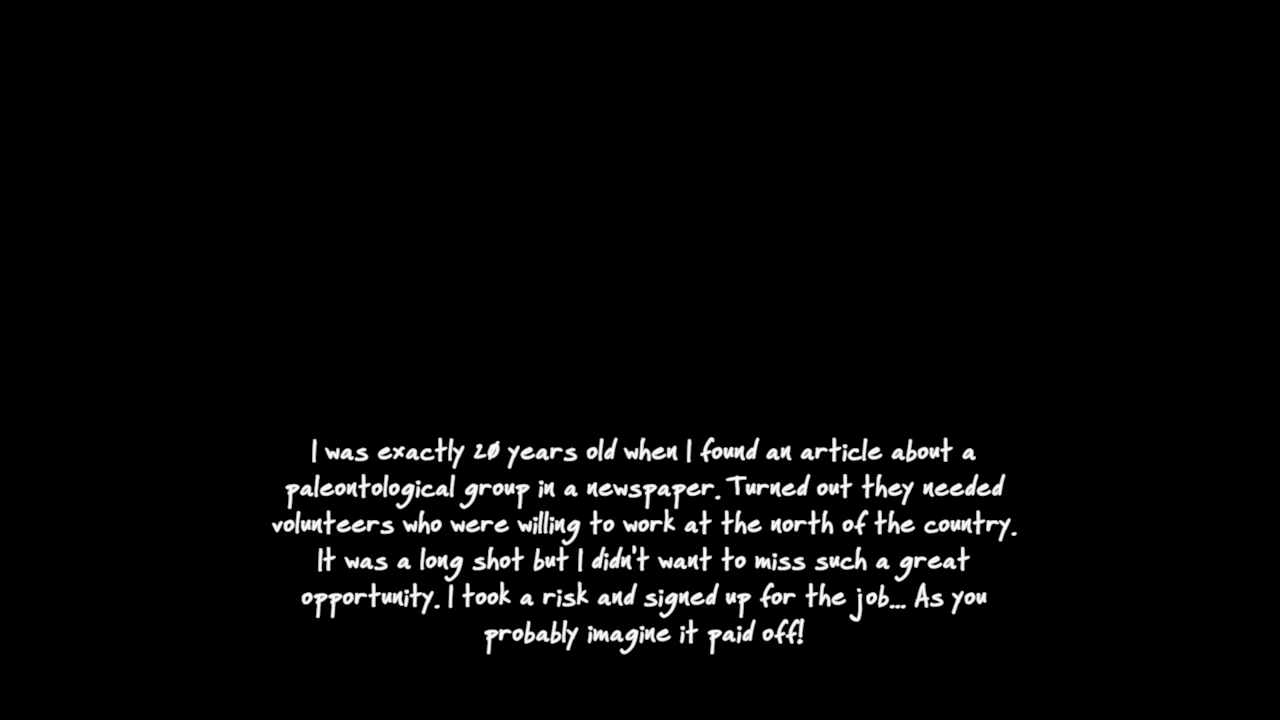 I was exactly 20 years old when I found an article about a
paleontological group in a newspaper. Turned out they needed
volunteers who were willing to work at the north of the country.
It was a long shot but I didn't want to miss such a great
opportunity. I took a risk and signed up for the job... As you
probably imagine it paid off!